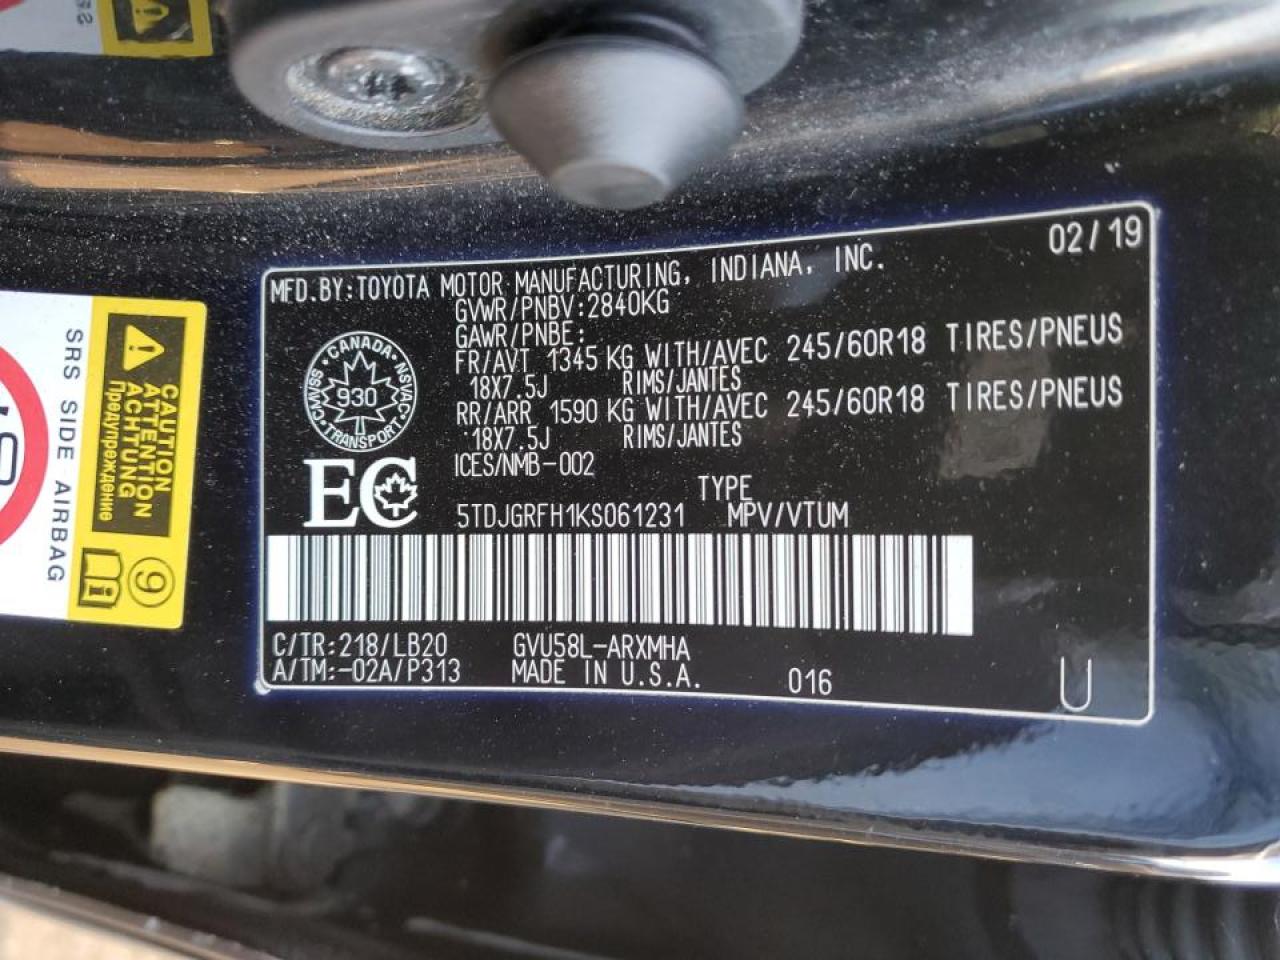 MFD.BY:TOYOTA MOTOR MANUFACTURING, INDIANA, INC. 02/19
GVWR/PNBV:2840KG
GAWR/PNBE:
FR/AVT 1345 KG WITH/AVEC 245/60R18 TIRES/PNEUS
18X7.5J RIMS/JANTES
RR/ARR 1590 KG WITH/AVEC 245/60R18 TIRES/PNEUS
18X7.5J RIMS/JANTES
ICES/NMB-002
CANADA
CMVSS 930 NSVAC
TRANSPORT
EC
TYPE
5TDJGRFH1KS061231 MPV/VTUM
C/TR:218/LB20 GVU58L-ARXMHA
A/TM:-02A/P313 MADE IN U.S.A. 016 U
CAUTION
ATTENTION
ACHTUNG
Предупреждение
SRS SIDE AIRBAG
9